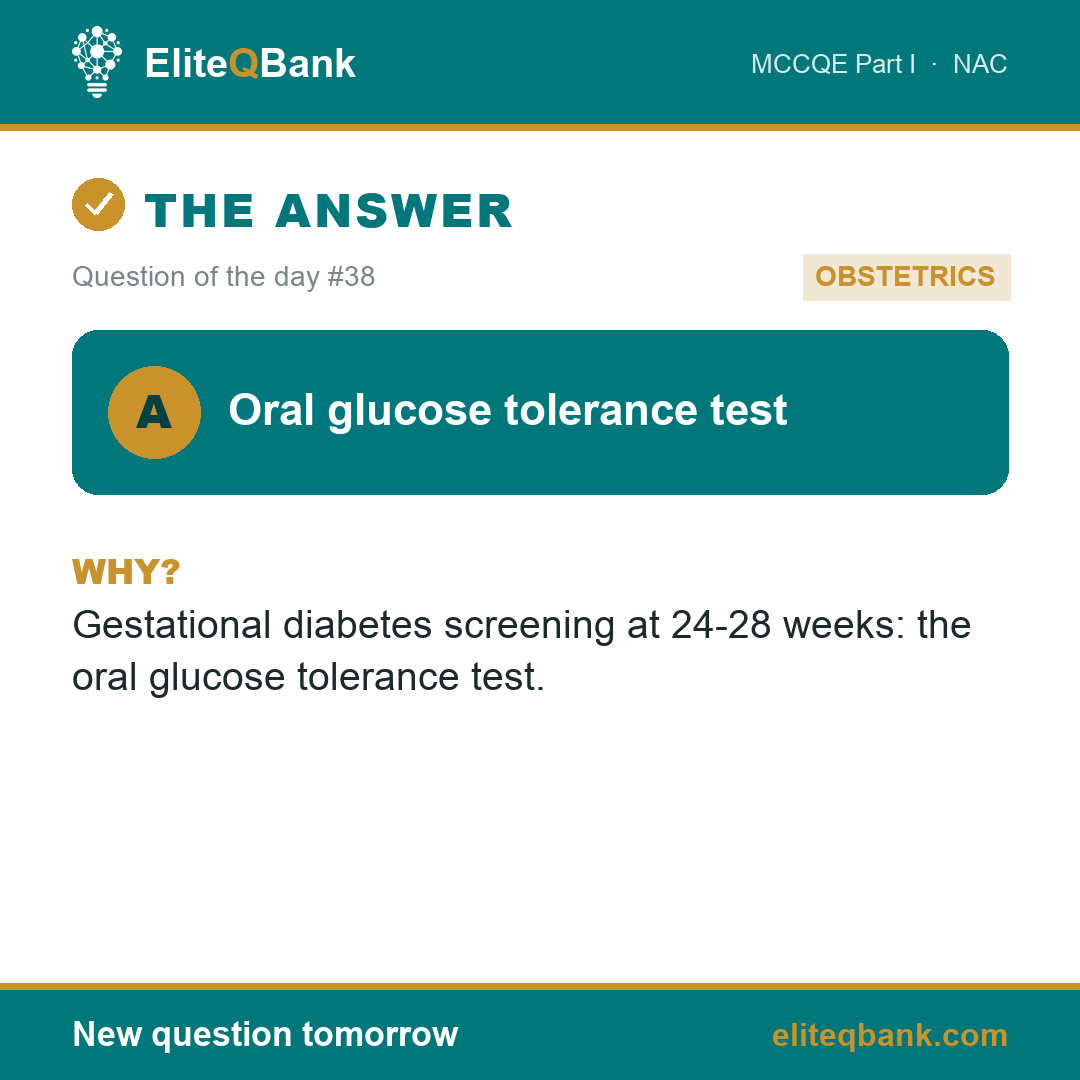 EliteQBank
MCCQE Part I · NAC
THE ANSWER
Question of the day #38
OBSTETRICS
A
Oral glucose tolerance test
WHY?
Gestational diabetes screening at 24-28 weeks: the
oral glucose tolerance test.
New question tomorrow
eliteqbank.com